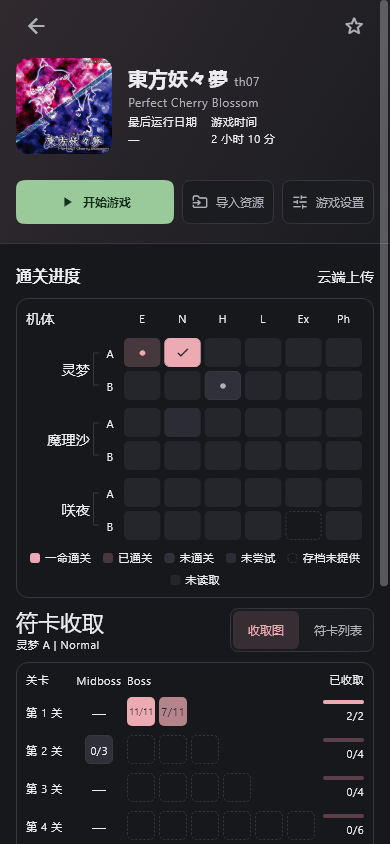 東方妖々夢 th07
Perfect Cherry Blossom
最后运行日期 游戏时间
— 2 小时 10 分
開始游戏 导入资源 游戏设置
通关进度 云端上传
机体 E N H L Ex Ph
灵梦 A
B
魔理沙 A
B
咲夜 A
B
一命通关 已通关 未通关 未尝试 存档未提供
未读取
符卡收取
灵梦 A | Normal
收取图 符卡列表
关卡 Midboss Boss 已收取
第 1 关 — 11/11 7/11 2/2
第 2 关 0/3 0/4
第 3 关 — 0/4
第 4 关 — 0/6